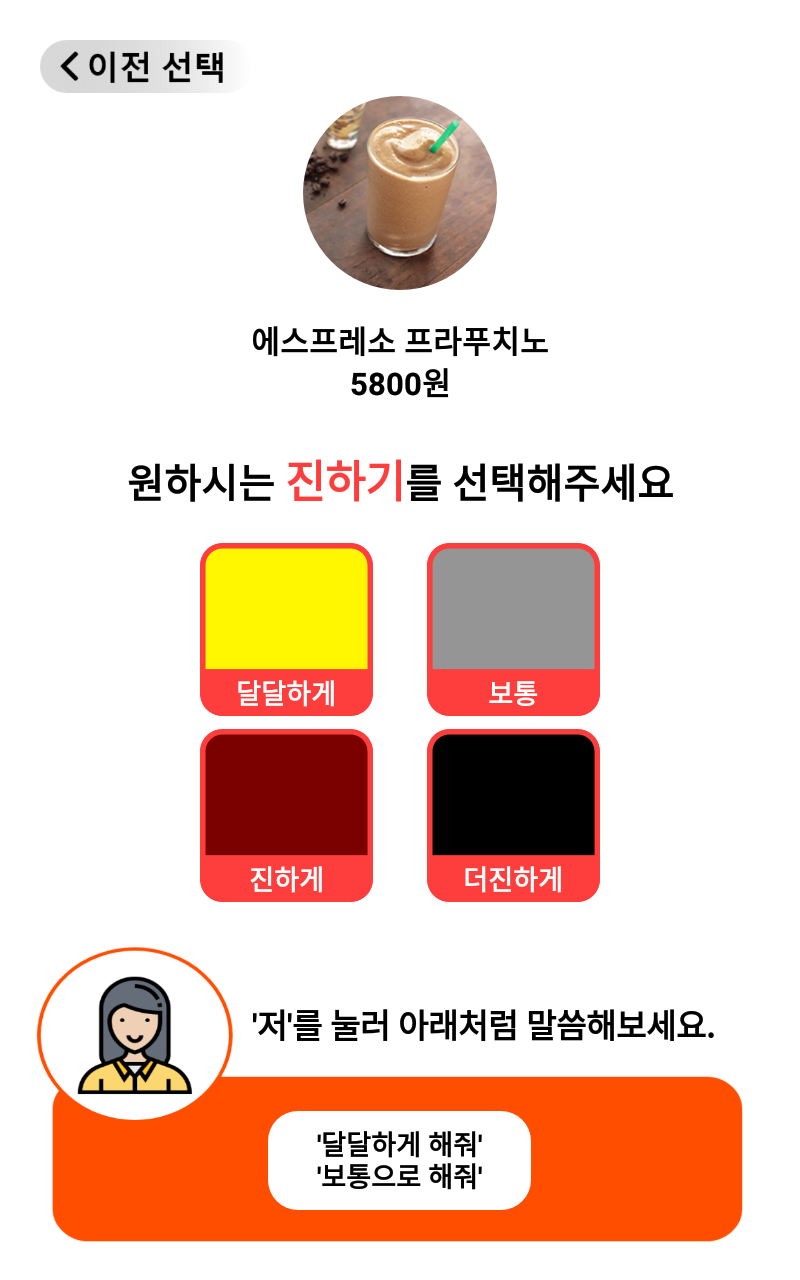 이전 선택
에스프레소 프라푸치노
5800원
원하시는 진하기를 선택해주세요
달달하게
보통
진하게
더진하게
'저'를 눌러 아래처럼 말씀해보세요.
'달달하게 해줘'
'보통으로 해줘'